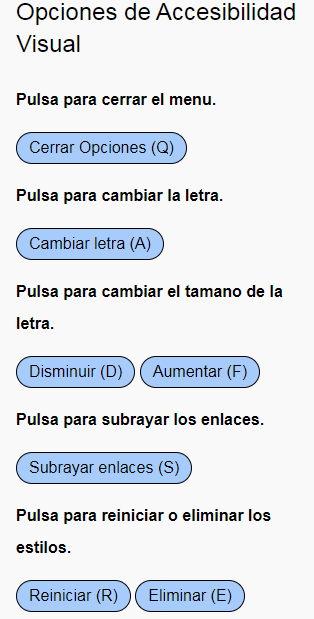 Opciones de Accesibilidad
Visual
Pulsa para cerrar el menu.
Cerrar Opciones (Q)
Pulsa para cambiar la letra.
Cambiar letra (A)
Pulsa para cambiar el tamano de la
letra.
Disminuir (D) Aumentar (F)
Pulsa para subrayar los enlaces.
Subrayar enlaces (S)
Pulsa para reiniciar o eliminar los
estilos.
Reiniciar (R) Eliminar (E)